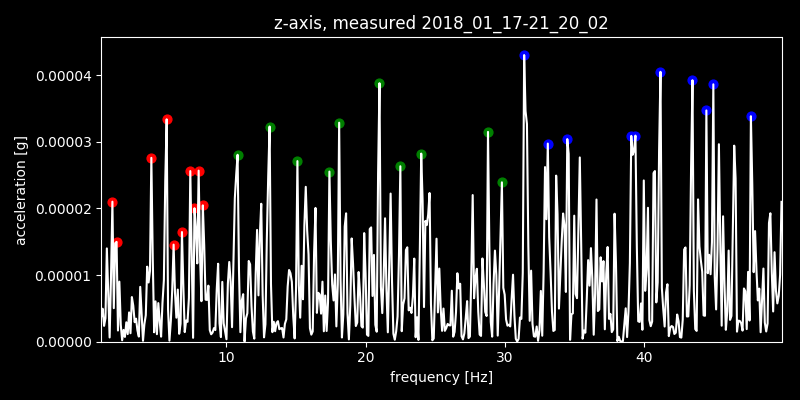 z-axis, measured 2018_01_17-21_20_02
acceleration [g]
0.00004
0.00003
0.00002
0.00001
0.00000
10 20 30 40
frequency [Hz]